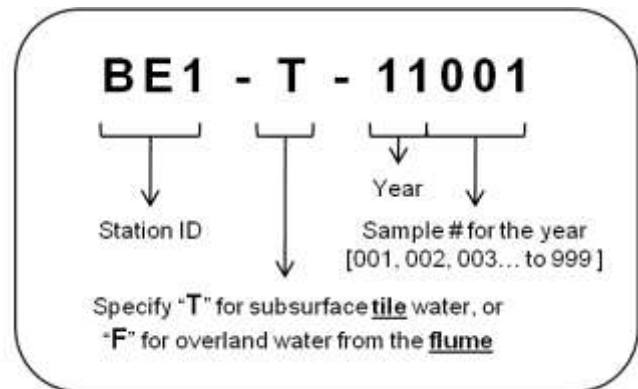 BE1 - T - 11001
Year
Station ID
Sample # for the year
[001, 002, 003... to 999 ]
Specify "T" for subsurface tile water, or
"F" for overland water from the flume